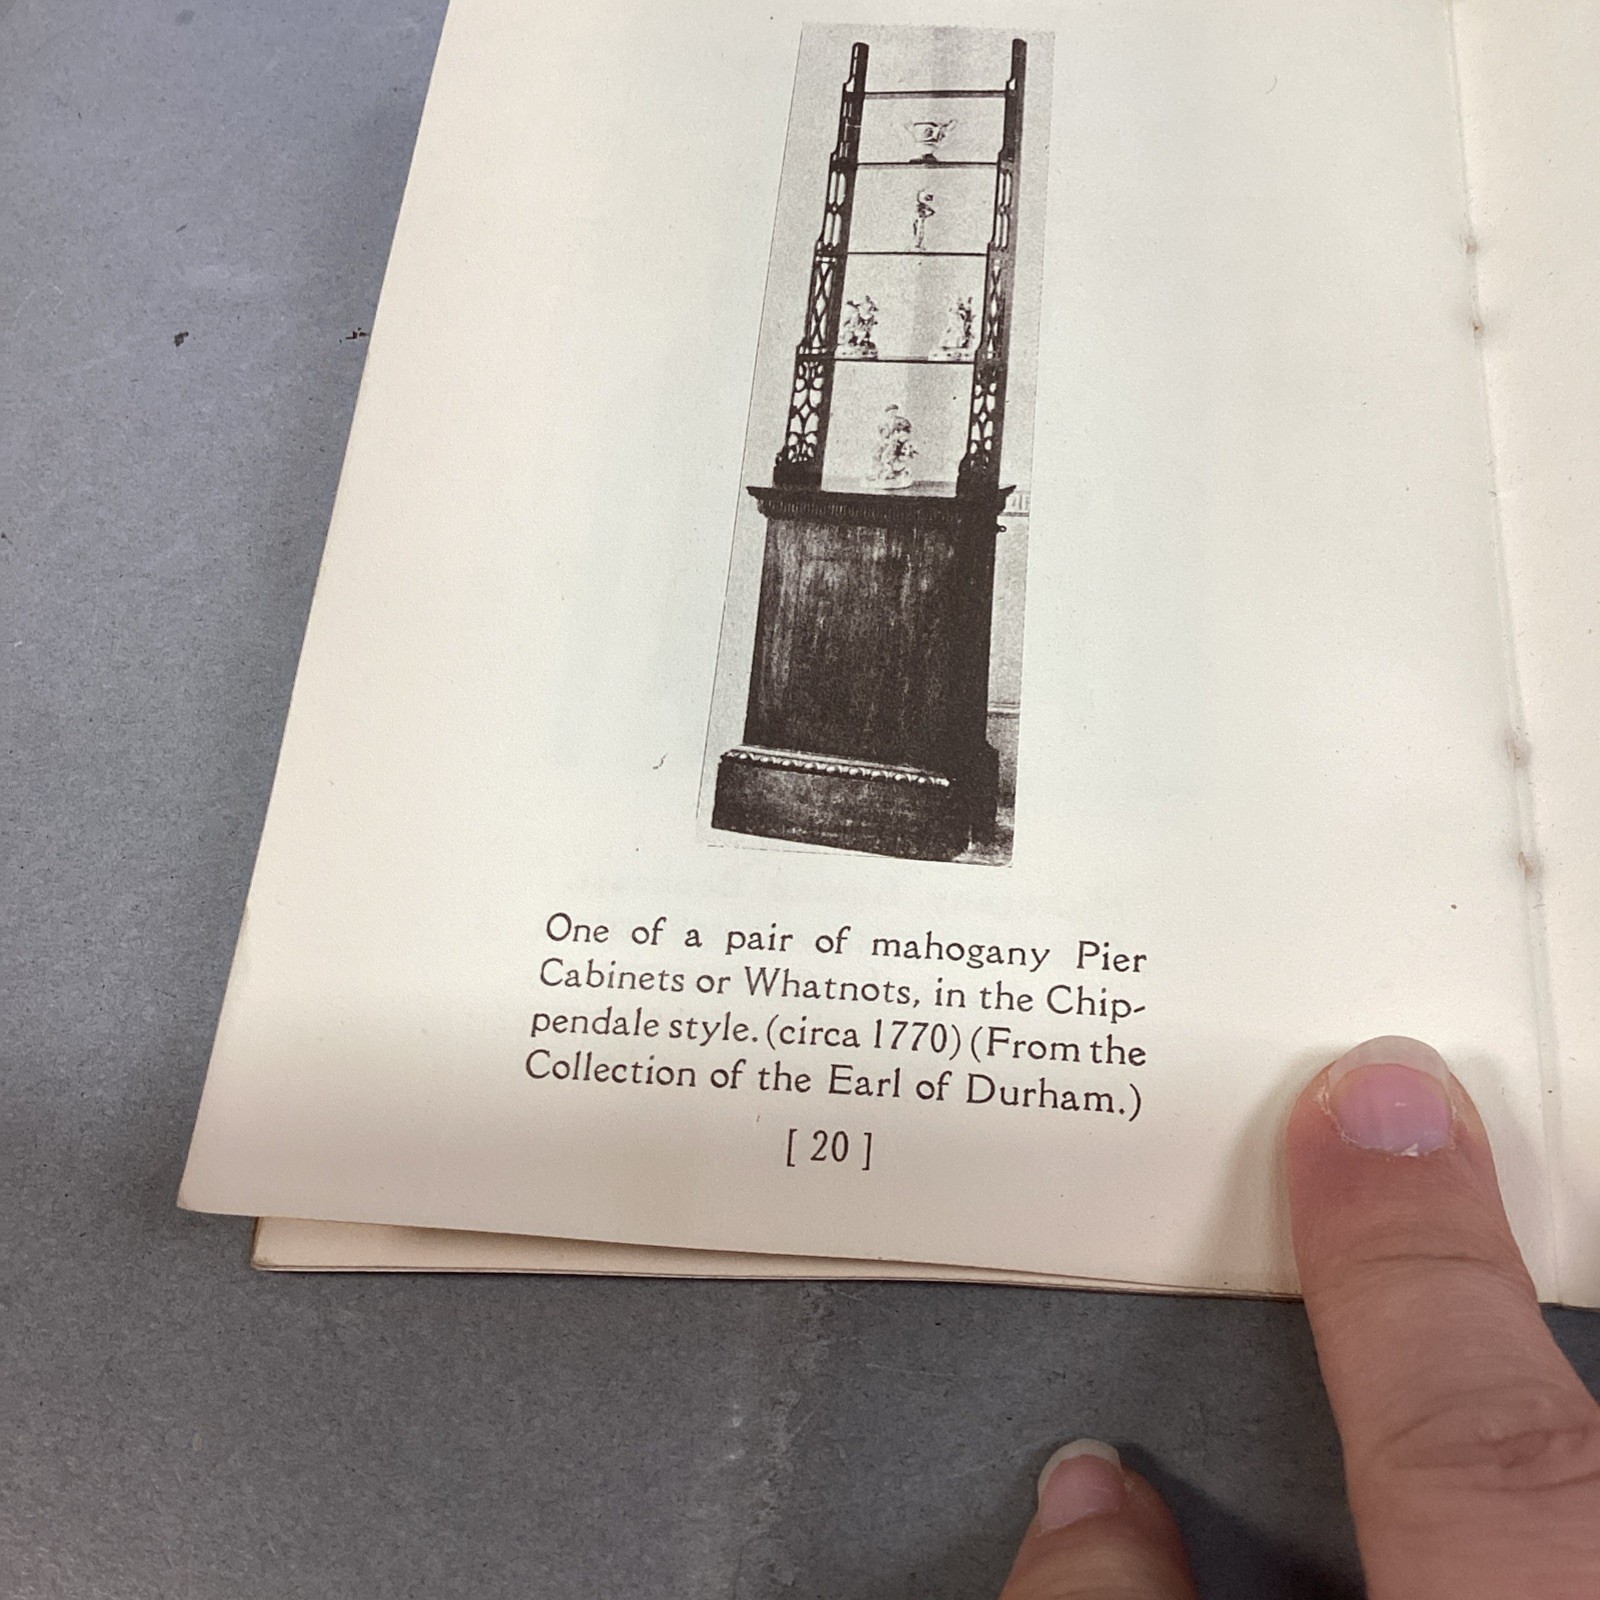 One of a pair of mahogany Pier
Cabinets or Whatnots, in the Chip-
pendale style. (circa 1770) (From the
Collection of the Earl of Durham.)
[ 20 ]